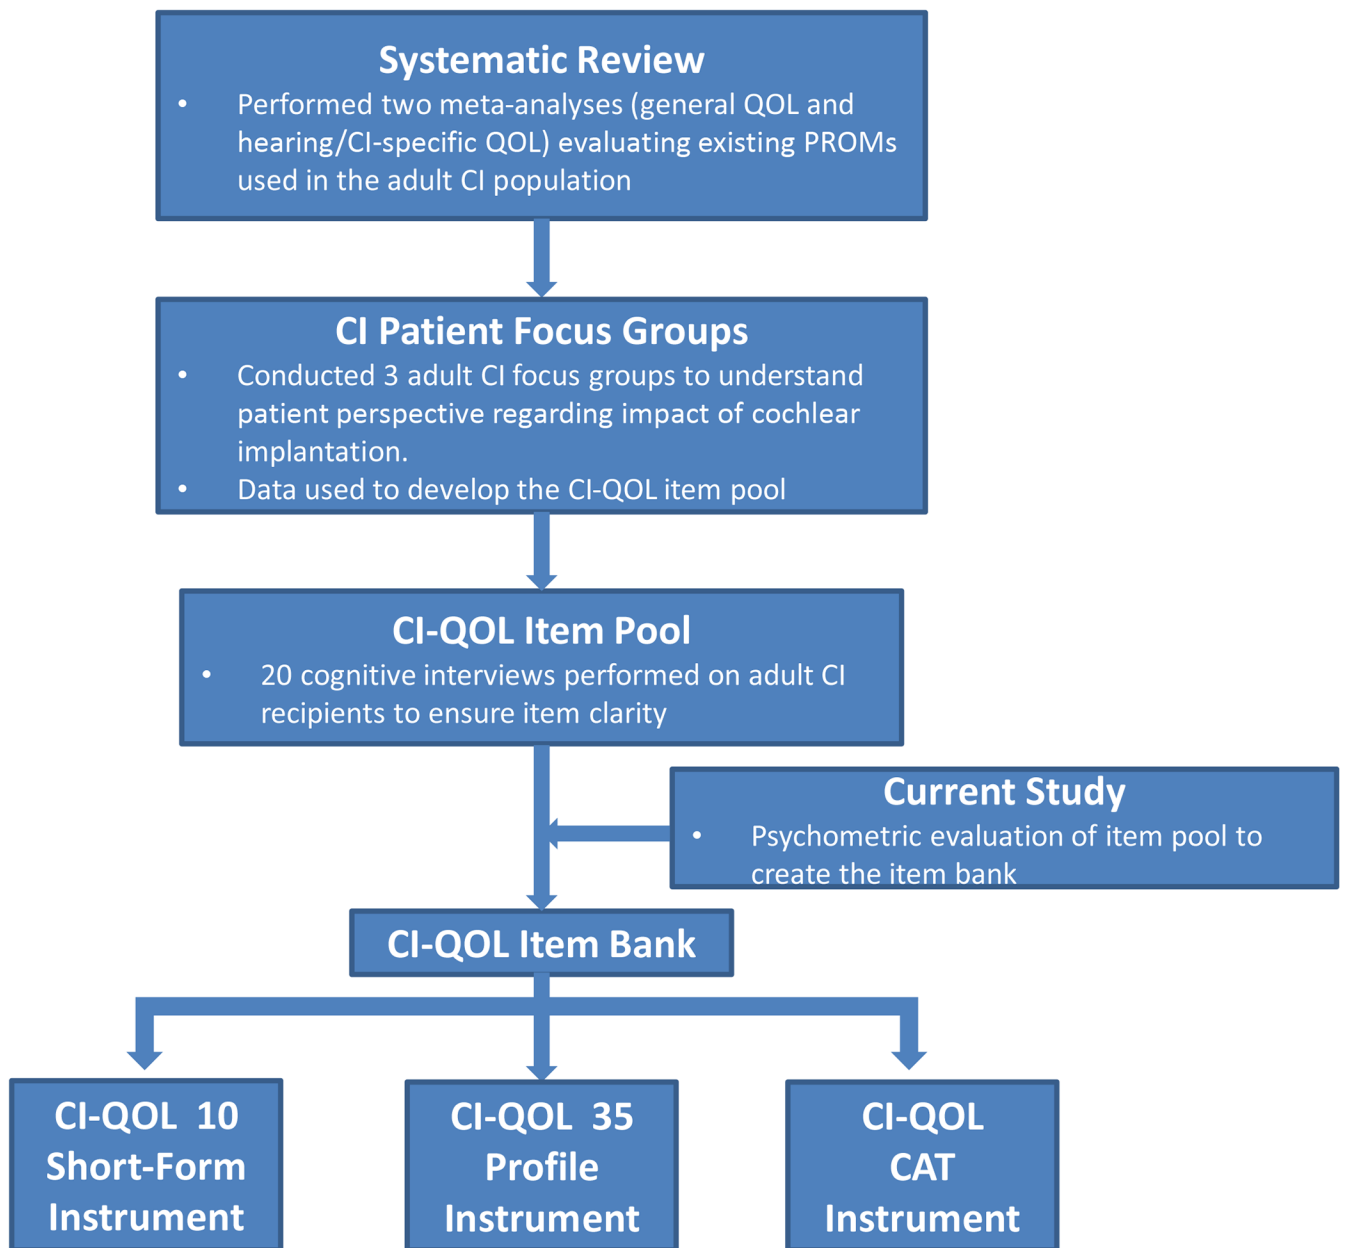 Systematic Review
• Performed two meta-analyses (general QOL and
hearing/CI-specific QOL) evaluating existing PROMs
used in the adult CI population
CI Patient Focus Groups
• Conducted 3 adult CI focus groups to understand
patient perspective regarding impact of cochlear
implantation.
• Data used to develop the CI-QOL item pool
CI-QOL Item Pool
• 20 cognitive interviews performed on adult CI
recipients to ensure item clarity
Current Study
• Psychometric evaluation of item pool to
create the item bank
CI-QOL Item Bank
CI-QOL 10
Short-Form
Instrument
CI-QOL 35
Profile
Instrument
CI-QOL
CAT
Instrument